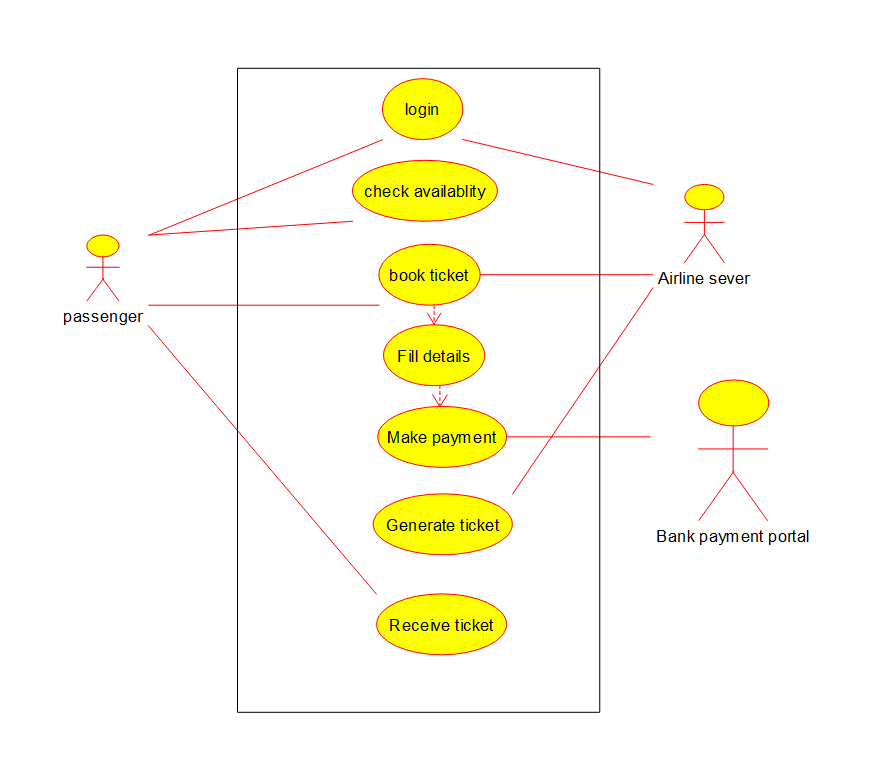 login
check availablity
book ticket
Airline sever
passenger
Fill details
Make payment
Generate ticket
Bank payment portal
Receive ticket